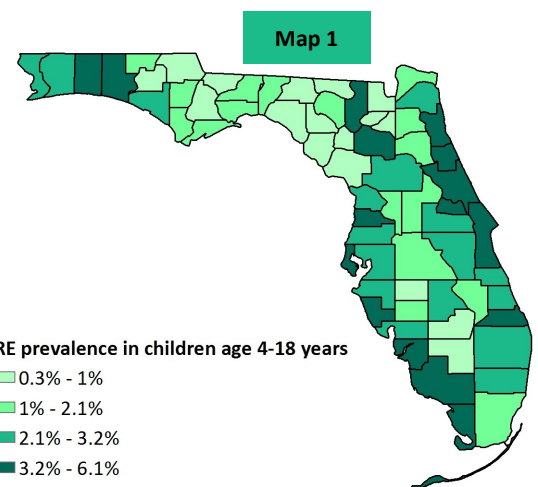 Map 1
RE prevalence in children age 4-18 years
0.3% - 1%
1% - 2.1%
2.1% - 3.2%
3.2% - 6.1%